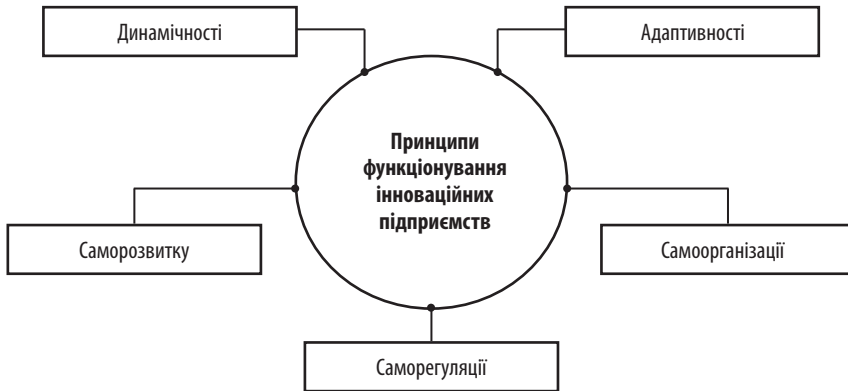 Динамічності
Адаптивності
Принципи
функціонування
інноваційних
підприємств
Саморозвитку
Самоорганізації
Саморегуляції